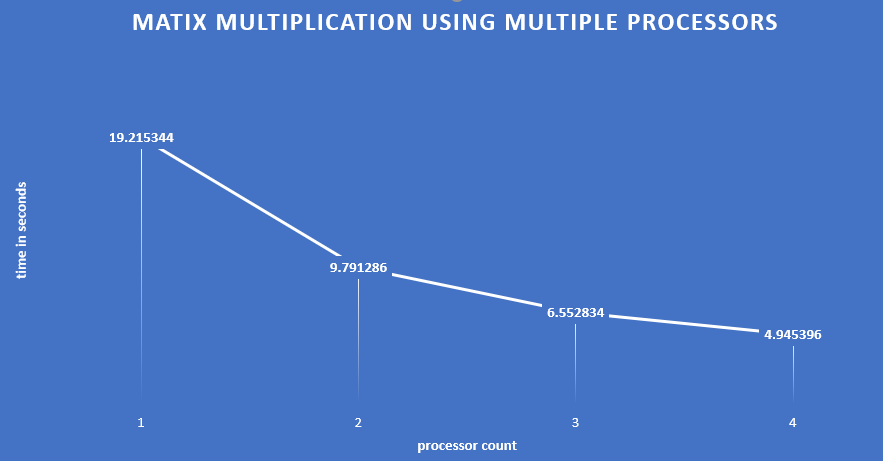 MATIX MULTIPLICATION USING MULTIPLE PROCESSORS
19.215344
9.791286
6.552834
4.945396
time in seconds
1 2 3 4
processor count